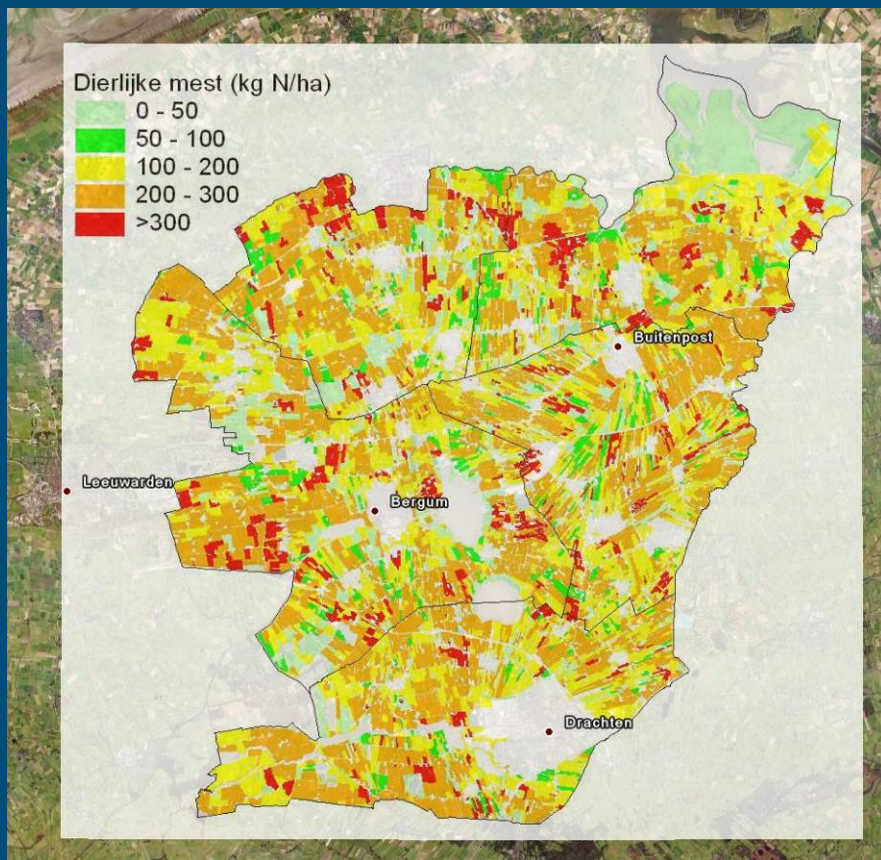 Dierlijke mest (kg N/ha)
0 - 50
50 - 100
100 - 200
200 - 300
>300
Buitenpost
Leeuwarden
Bergum
Drachten